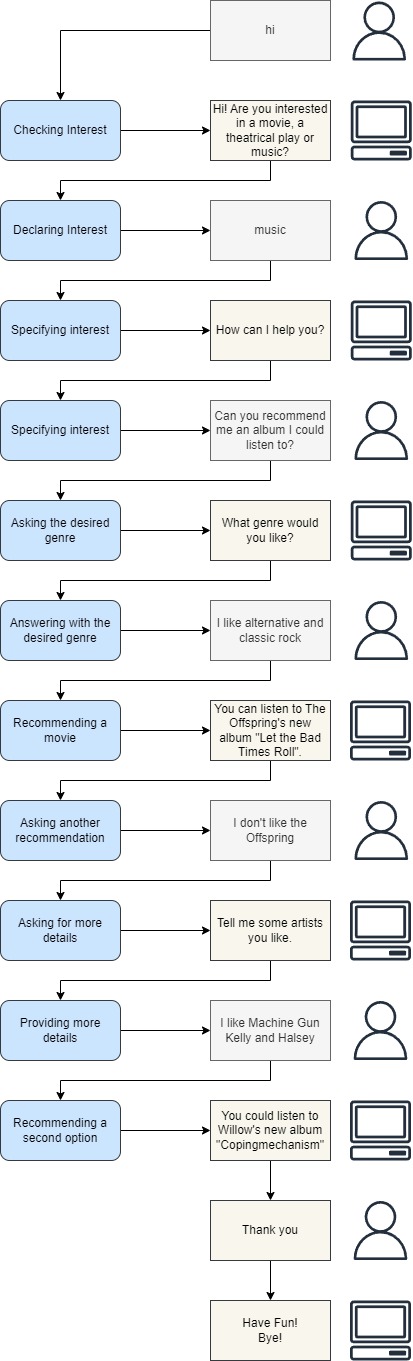 hi
Checking Interest
Hi! Are you interested
in a movie, a
theatrical play or
music?
Declaring Interest
music
Specifying interest
How can I help you?
Specifying interest
Can you recommend
me an album I could
listen to?
Asking the desired
genre
What genre would
you like?
Answering with the
desired genre
I like alternative and
classic rock
Recommending a
movie
You can listen to The
Offspring's new
album "Let the Bad
Times Roll".
Asking another
recommendation
I don't like the
Offspring
Asking for more
details
Tell me some artists
you like.
Providing more
details
I like Machine Gun
Kelly and Halsey
Recommending a
second option
You could listen to
Willow's new album
"Copingmechanism"
Thank you
Have Fun!
Bye!